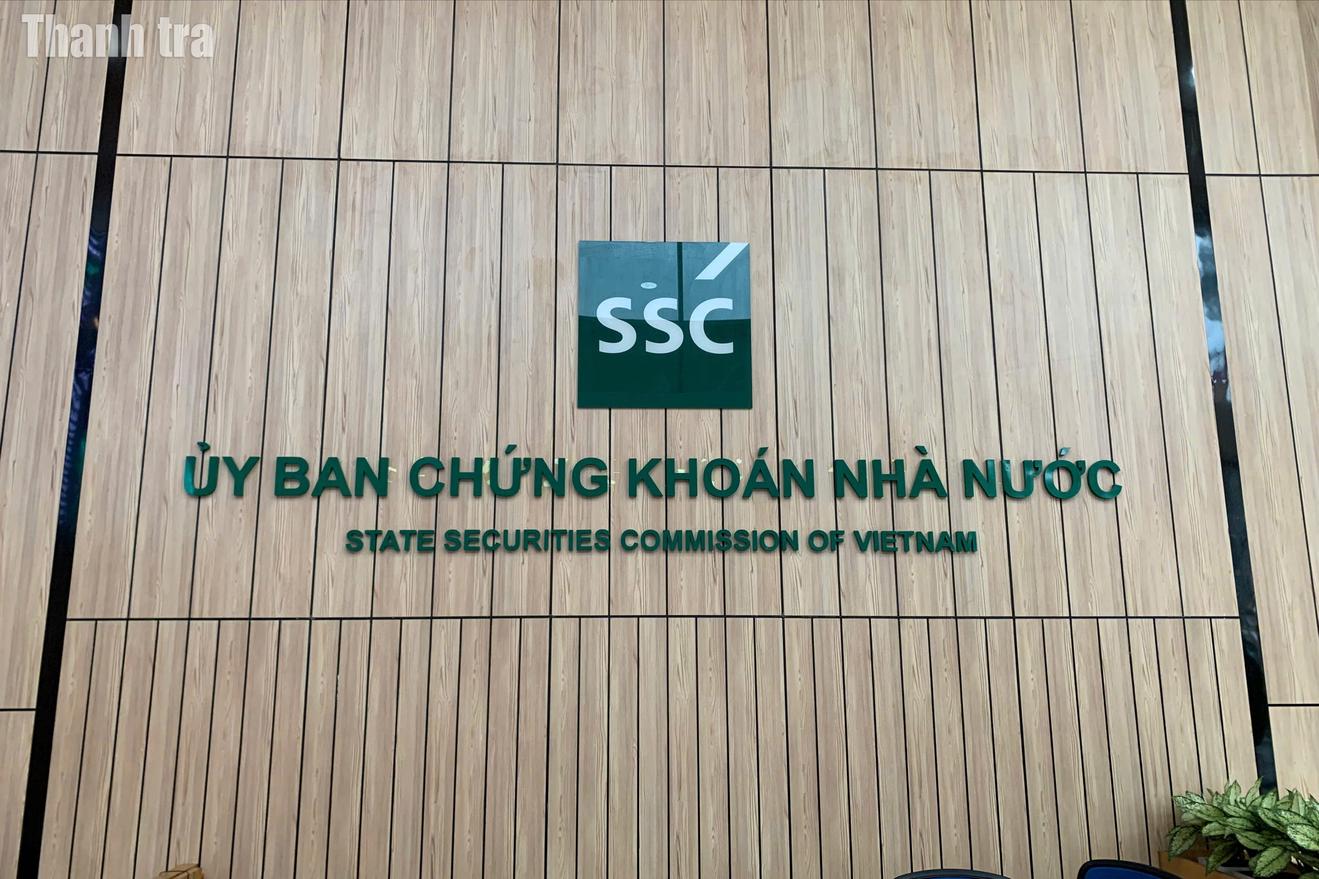 Thanh tra
SSC
ỦY BAN CHỨNG KHOÁN NHÀ NƯỚC
STATE SECURITIES COMMISSION OF VIETNAM